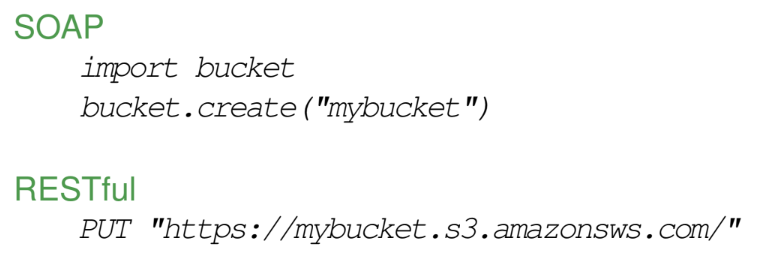 SOAP
import bucket
bucket.create("mybucket")
RESTful
PUT "https://mybucket.s3.amazonsws.com/"